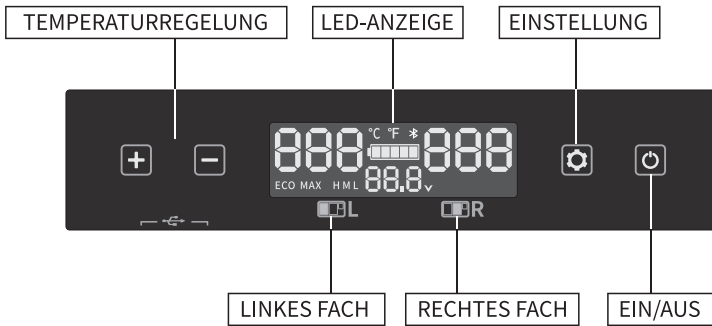 TEMPERATURREGELUNG LED-ANZEIGE EINSTELLUNG
888 °C °F 888
ECO MAX H M L 88.8 v
L R
LINKES FACH RECHTES FACH EIN/AUS